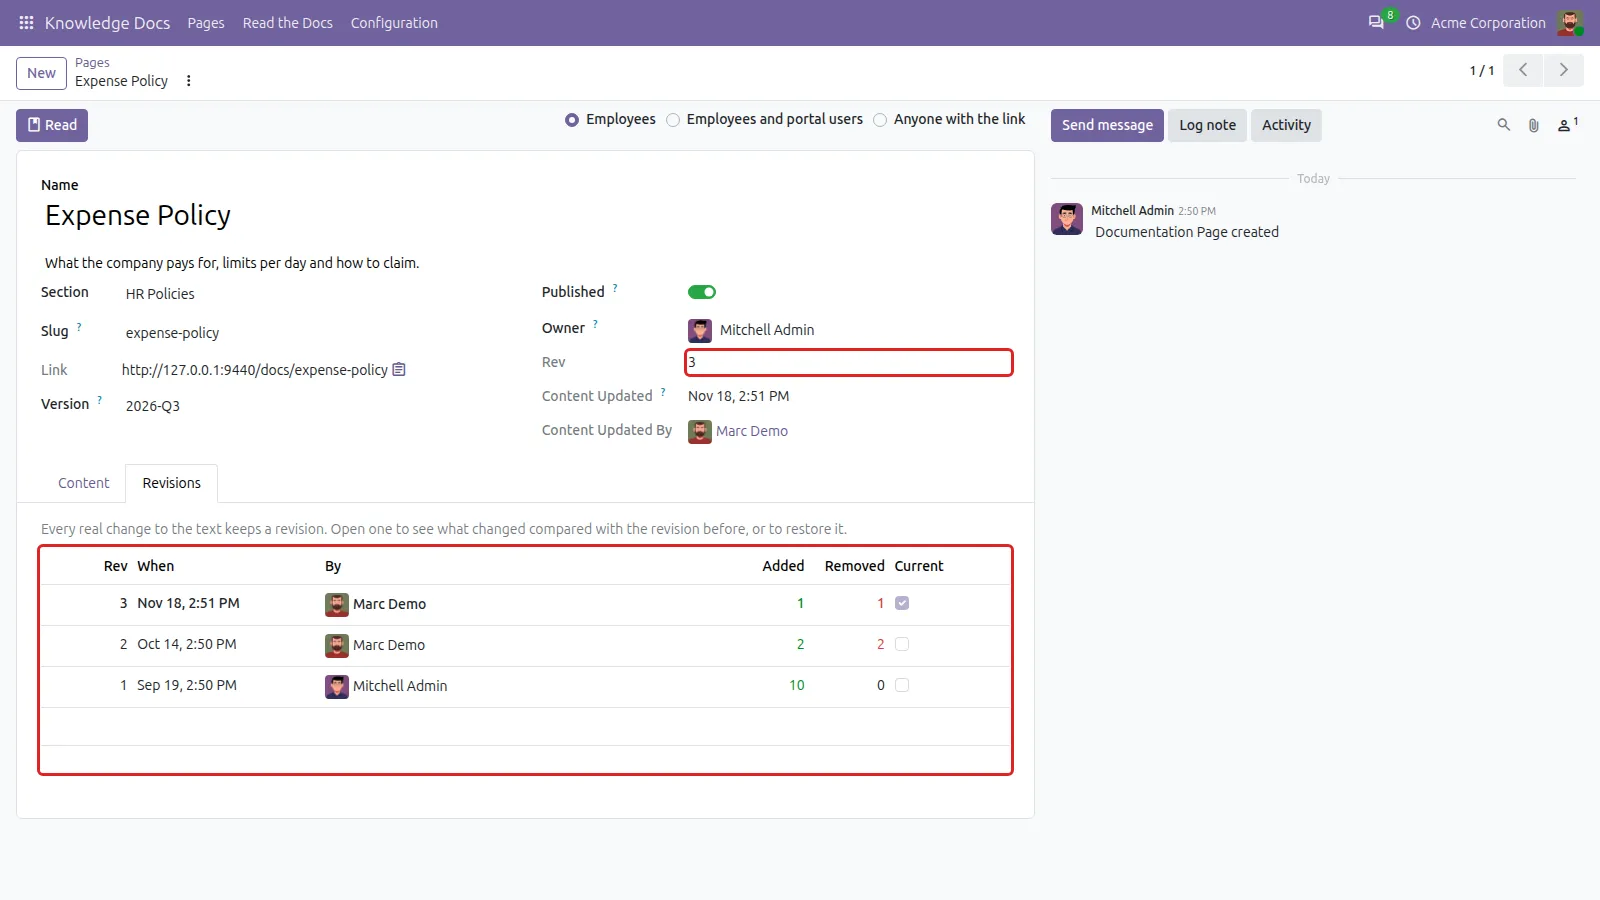 Knowledge Docs Pages Read the Docs Configuration 8 Acme Corporation
New Pages
Expense Policy
1 / 1
Read
Employees Employees and portal users Anyone with the link
Send message Log note Activity 1
Today
Mitchell Admin 2:50 PM
Documentation Page created
Name
Expense Policy
What the company pays for, limits per day and how to claim.
Section HR Policies
Slug ? expense-policy
Link http://127.0.0.1:9440/docs/expense-policy
Version ? 2026-Q3
Published ?
Owner ? Mitchell Admin
Rev 3
Content Updated ? Nov 18, 2:51 PM
Content Updated By Marc Demo
Content Revisions
Every real change to the text keeps a revision. Open one to see what changed compared with the revision before, or to restore it.
Rev When By Added Removed Current
3 Nov 18, 2:51 PM Marc Demo 1 1
2 Oct 14, 2:50 PM Marc Demo 2 2
1 Sep 19, 2:50 PM Mitchell Admin 10 0